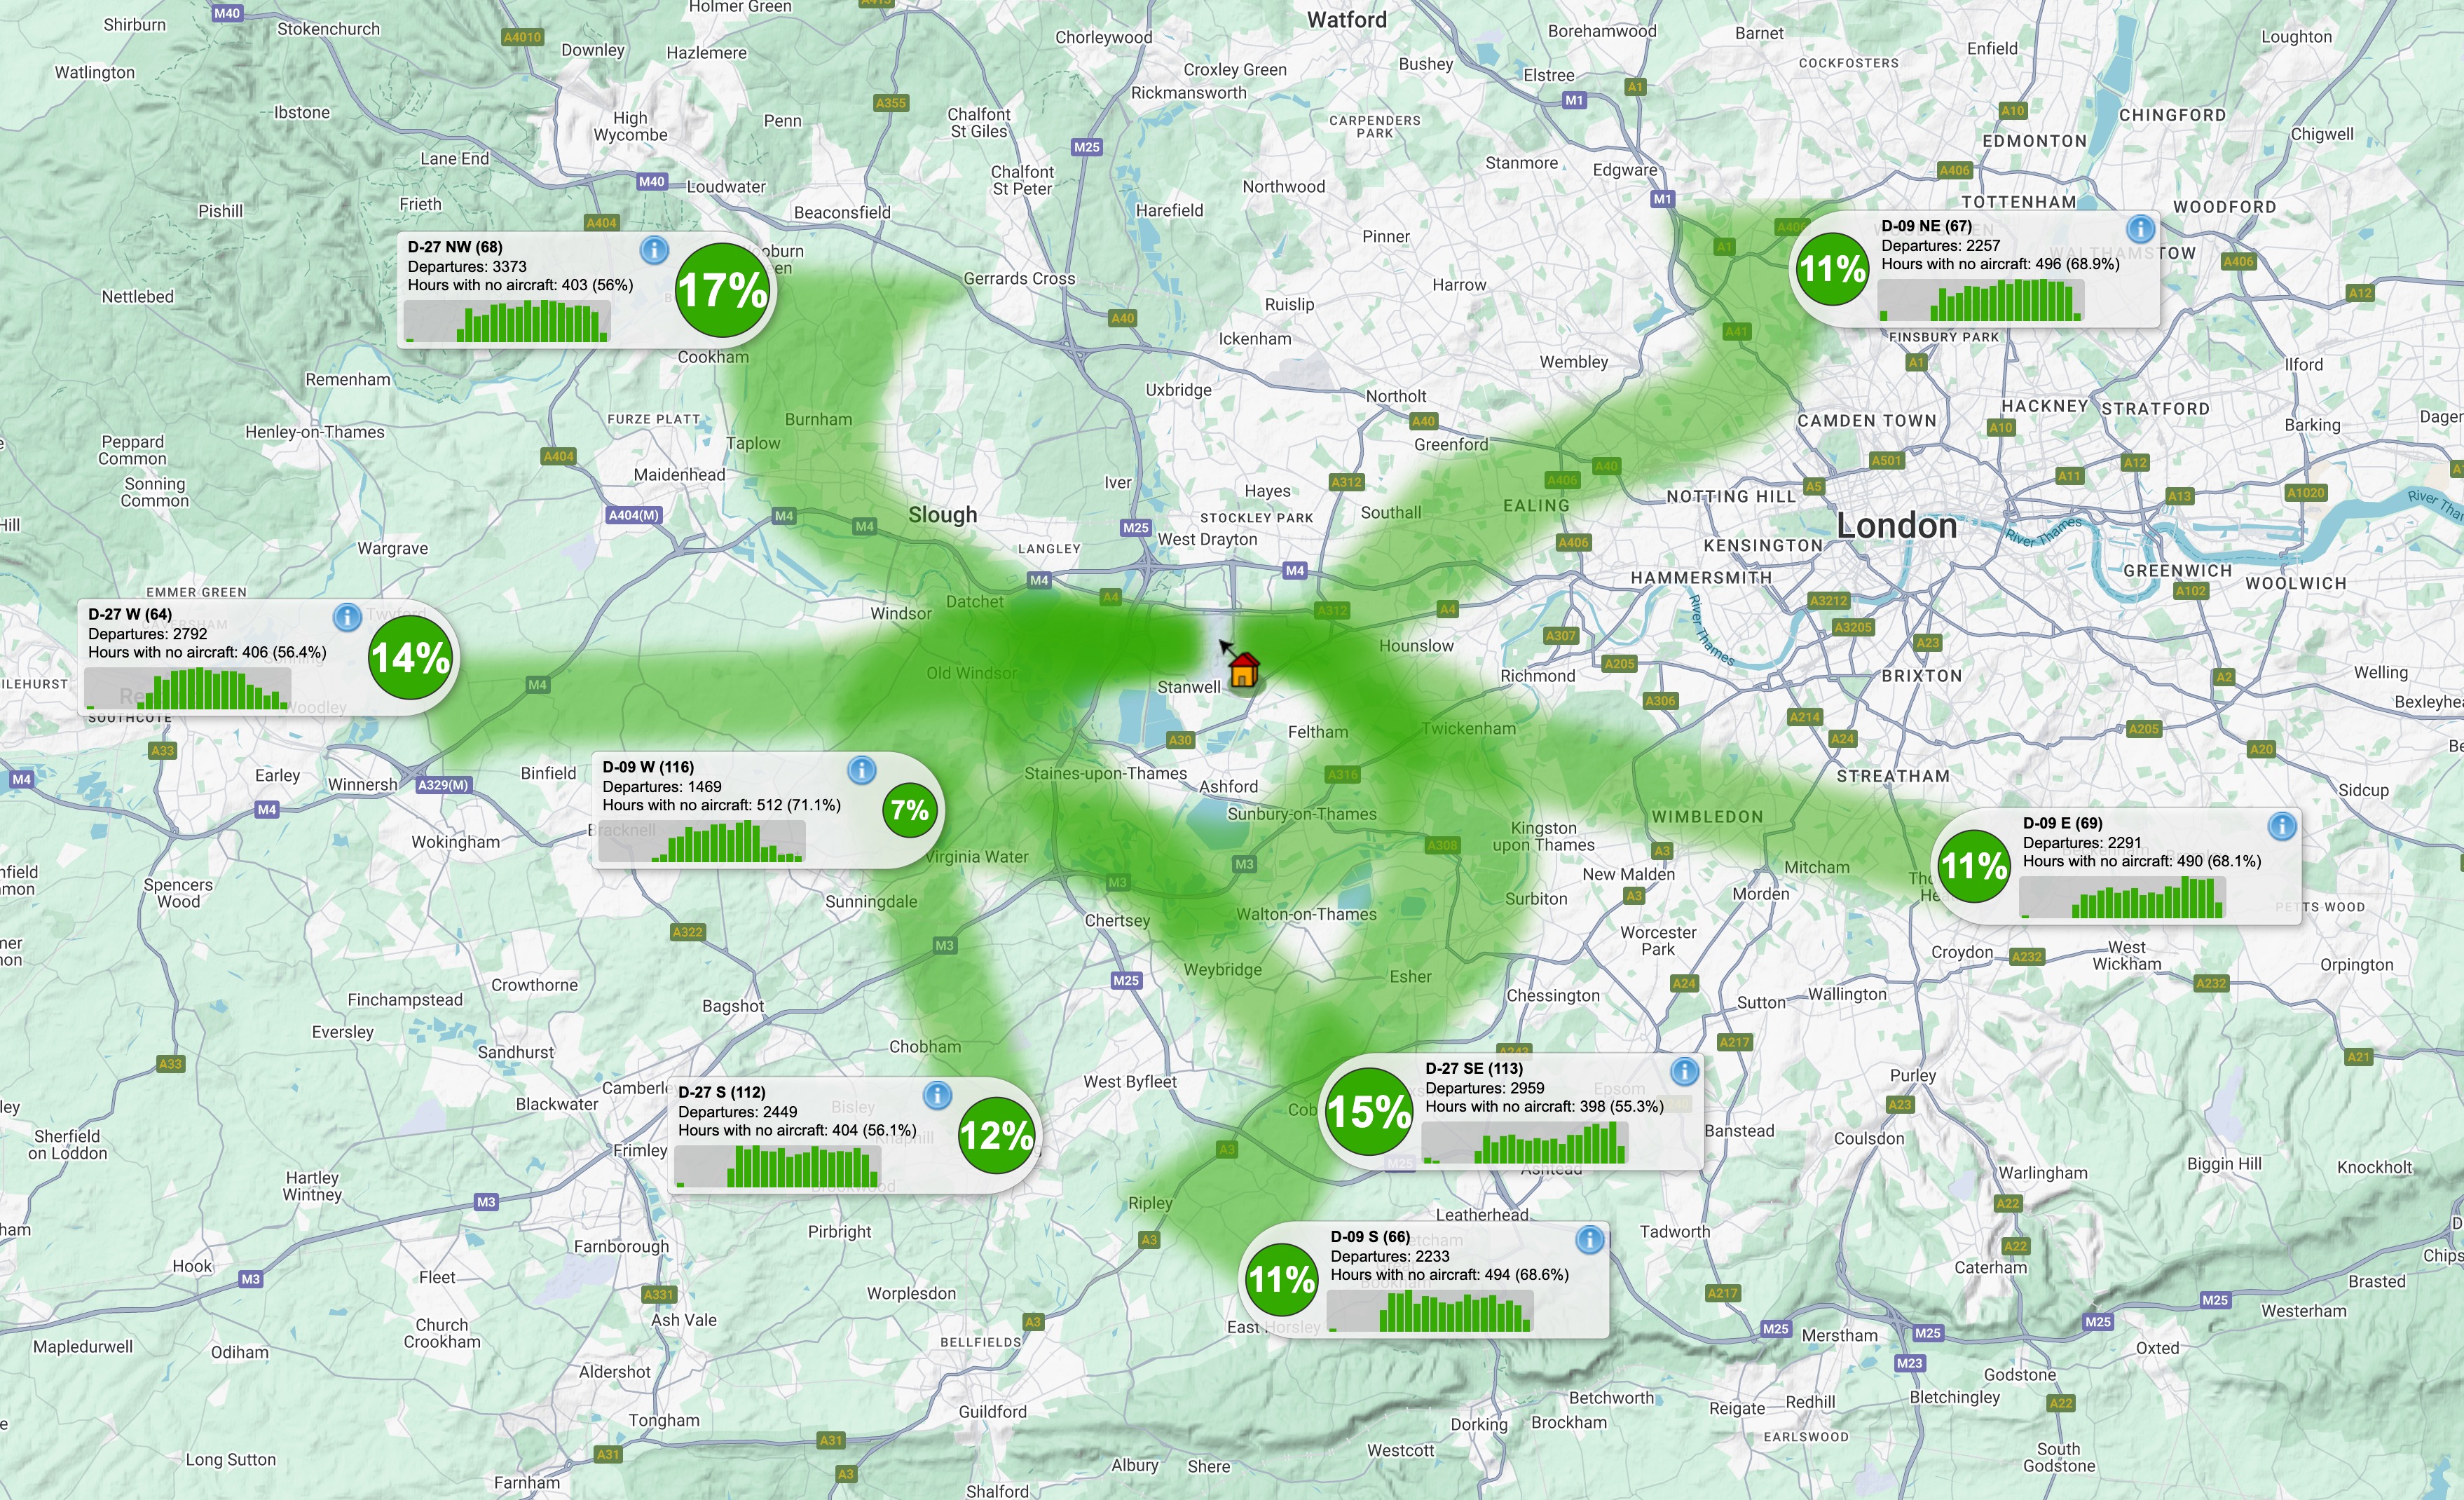 Shirburn
M40
Stokenchurch
A4010
Downley
Holmer Green
Hazlemere
Chorleywood
Watford
Borehamwood
Barnet
Enfield
Loughton
Watlington
Ibstone
High
Wycombe
Penn
A355
Chalfont
St Giles
Croxley Green
Rickmansworth
Bushey
Elstree
M1
A1
COCKFOSTERS
A10
CHINGFORD
Chigwell
CARPENDERS
PARK
EDMONTON
Lane End
M40
Loudwater
M25
Chalfont
St Peter
Northwood
Stanmore
Edgware
M1
A406
TOTTENHAM
WOODFORD
Pishill
Frieth
A404
Beaconsfield
Harefield
Pinner
A1
A406
A406
D-27 NW (68)
Departures: 3373
Hours with no aircraft: 403 (56%)
17%
D-09 NE (67)
Departures: 2257
Hours with no aircraft: 496 (68.9%)
11%
Nettlebed
Gerrards Cross
A40
Ruislip
Harrow
A12
Ickenham
A41
FINSBURY PARK
A1
Cookham
Wembley
Ilford
Remenham
Uxbridge
Northolt
FURZE PLATT
Burnham
A40
CAMDEN TOWN
HACKNEY
STRATFORD
Henley-on-Thames
Taplow
Greenford
A10
Barking
Peppard
Common
A404
Maidenhead
A40
A501
A11
A12
Sonning
Common
Iver
Hayes
A312
A406
NOTTING HILL
A5
A13
A1020
River Thames
A404(M)
M4
M4
Slough
M25
STOCKLEY PARK
Southall
EALING
London
Wargrave
LANGLEY
West Drayton
A406
KENSINGTON
River Thames
EMMER GREEN
M4
M4
HAMMERSMITH
GREENWICH
WOOLWICH
Windsor
Datchet
A4
A312
A4
River Thames
A3212
A102
D-27 W (64)
Departures: 2792
Hours with no aircraft: 406 (56.4%)
14%
A307
A3205
A23
Hounslow
Old Windsor
Richmond
A205
BRIXTON
Welling
M4
Stanwell
A306
A2
SOUTHCOTE
Woodley
Feltham
Twickenham
A214
A205
A33
A30
A24
A20
M4
Earley
Winnersh
A329(M)
Binfield
Staines-upon-Thames
A316
STREATHAM
M4
Ashford
Sidcup
D-09 W (116)
Departures: 1469
Hours with no aircraft: 512 (71.1%)
7%
Bracknell
Sunbury-on-Thames
WIMBLEDON
Wokingham
Kingston
upon Thames
D-09 E (69)
Departures: 2291
Hours with no aircraft: 490 (68.1%)
11%
Virginia Water
M3
A308
A3
Mitcham
Spencers
Wood
M3
New Malden
A3
Morden
Sunningdale
Chertsey
Walton-on-Thames
Surbiton
PETTS WOOD
A322
M3
Worcester
Park
Croydon
A232
West
Wickham
Orpington
Crowthorne
M25
Weybridge
Esher
A24
A232
Finchampstead
Bagshot
Chessington
Sutton
Wallington
Eversley
Sandhurst
Chobham
A217
A21
A33
D-27 SE (113)
Departures: 2959
Hours with no aircraft: 398 (55.3%)
15%
Epsom
Purley
Blackwater
West Byfleet
A23
D-27 S (112)
Departures: 2449
Hours with no aircraft: 404 (56.1%)
12%
Bisley
Knaphill
Brookwood
Banstead
Coulsdon
Sherfield
on Loddon
Frimley
A3
M25
Ashtead
Warlingham
Biggin Hill
Knockholt
Hartley
Wintney
M3
Ripley
Leatherhead
A22
Pirbright
A3
Tadworth
Farnborough
D-09 S (66)
Departures: 2233
Hours with no aircraft: 494 (68.6%)
11%
A22
Hook
M3
Fleet
Caterham
Brasted
A331
Worplesdon
A217
M25
Westerham
Church
Crookham
Ash Vale
A3
East Horsley
M25
Merstham
M25
M25
Mapledurwell
Odiham
BELLFIELDS
M23
Oxted
Aldershot
Godstone
Betchworth
Redhill
Bletchingley
A22
Reigate
Tongham
Guildford
Dorking
Brockham
EARLSWOOD
Long Sutton
A31
A31
Westcott
South
Godstone
Farnham
A3
Albury
Shere
Shalford